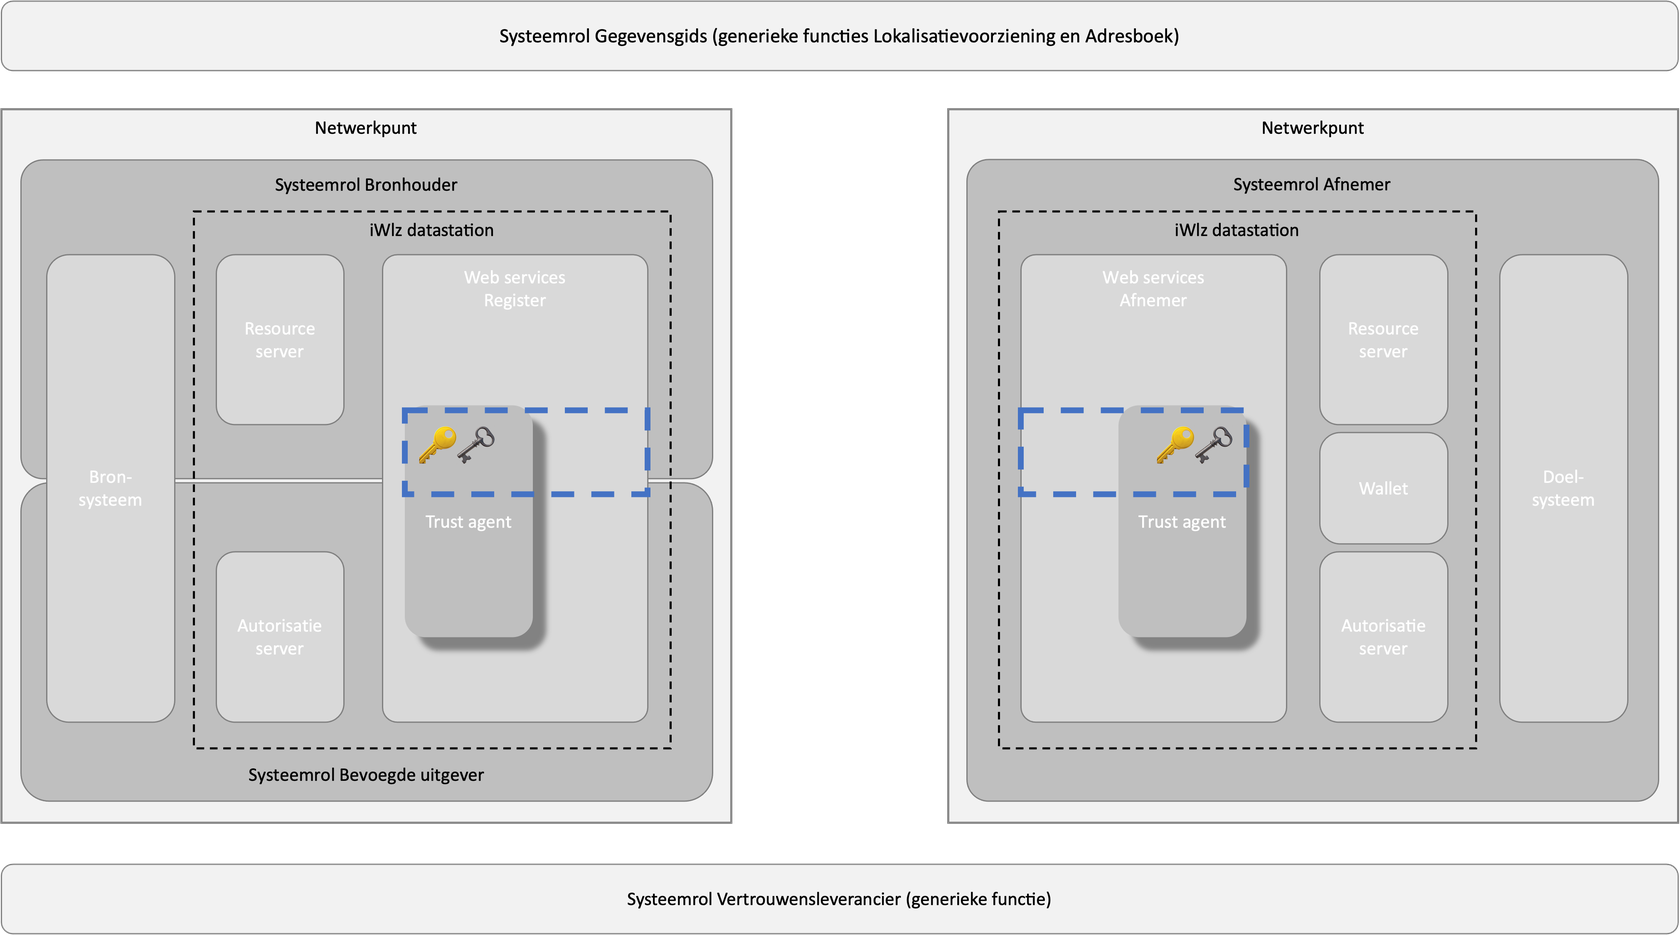 Systeemrol Gegevensgids (generieke functies Lokalisatievoorziening en Adresboek)
Netwerkpunt
Systeemrol Bronhouder
iWlz datastation
Web services
Register
Resource
server
Bron-
systeem
Trust agent
Autorisatie
server
Systeemrol Bevoegde uitgever
Netwerkpunt
Systeemrol Afnemer
iWlz datastation
Web services
Afnemer
Resource
server
Trust agent
Wallet
Doel-
systeem
Autorisatie
server
Systeemrol Vertrouwensleverancier (generieke functie)